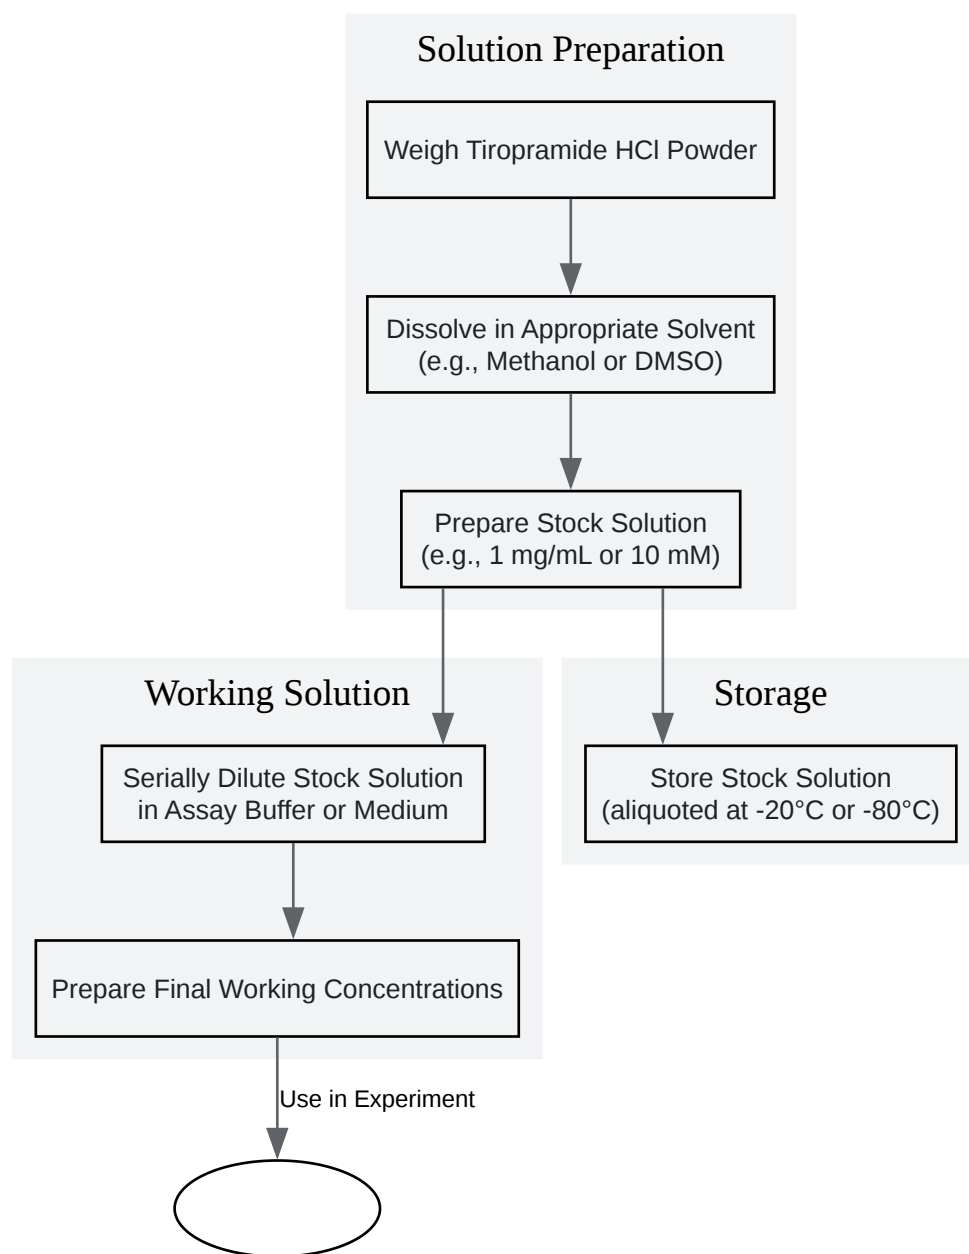 Solution Preparation
Weigh Tiropramide HCl Powder
Dissolve in Appropriate Solvent
(e.g., Methanol or DMSO)
Prepare Stock Solution
(e.g., 1 mg/mL or 10 mM)
Working Solution
Serially Dilute Stock Solution
in Assay Buffer or Medium
Prepare Final Working Concentrations
Storage
Store Stock Solution
(aliquoted at -20°C or -80°C)
Use in Experiment